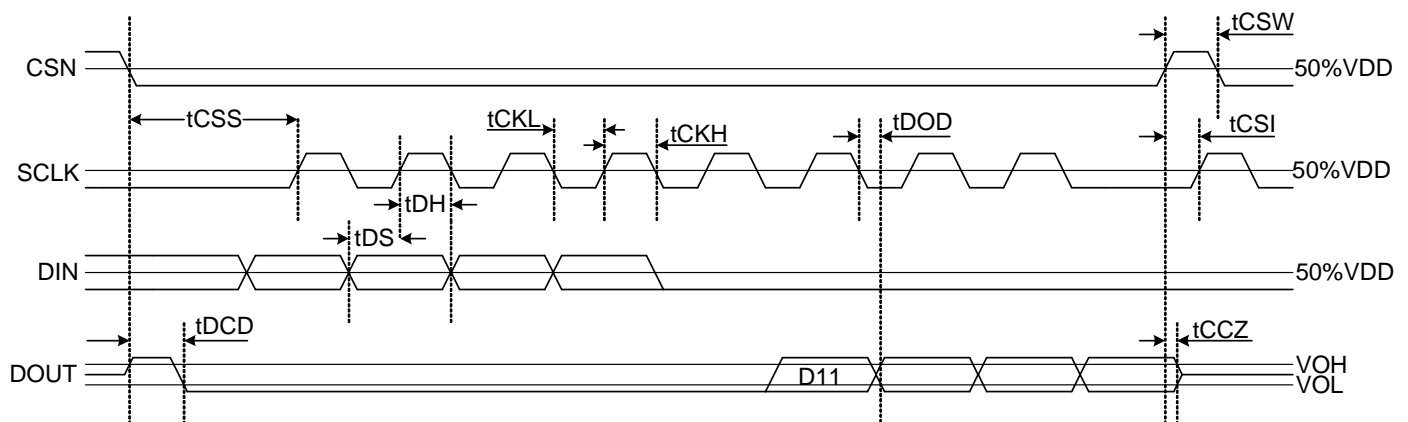 tCSW
CSN
50%VDD
tCSS
tCKL
tCKH
tDOD
tCSI
SCLK
50%VDD
tDH
tDS
DIN
50%VDD
tDCD
tCCZ
DOUT
D11
VOH
VOL